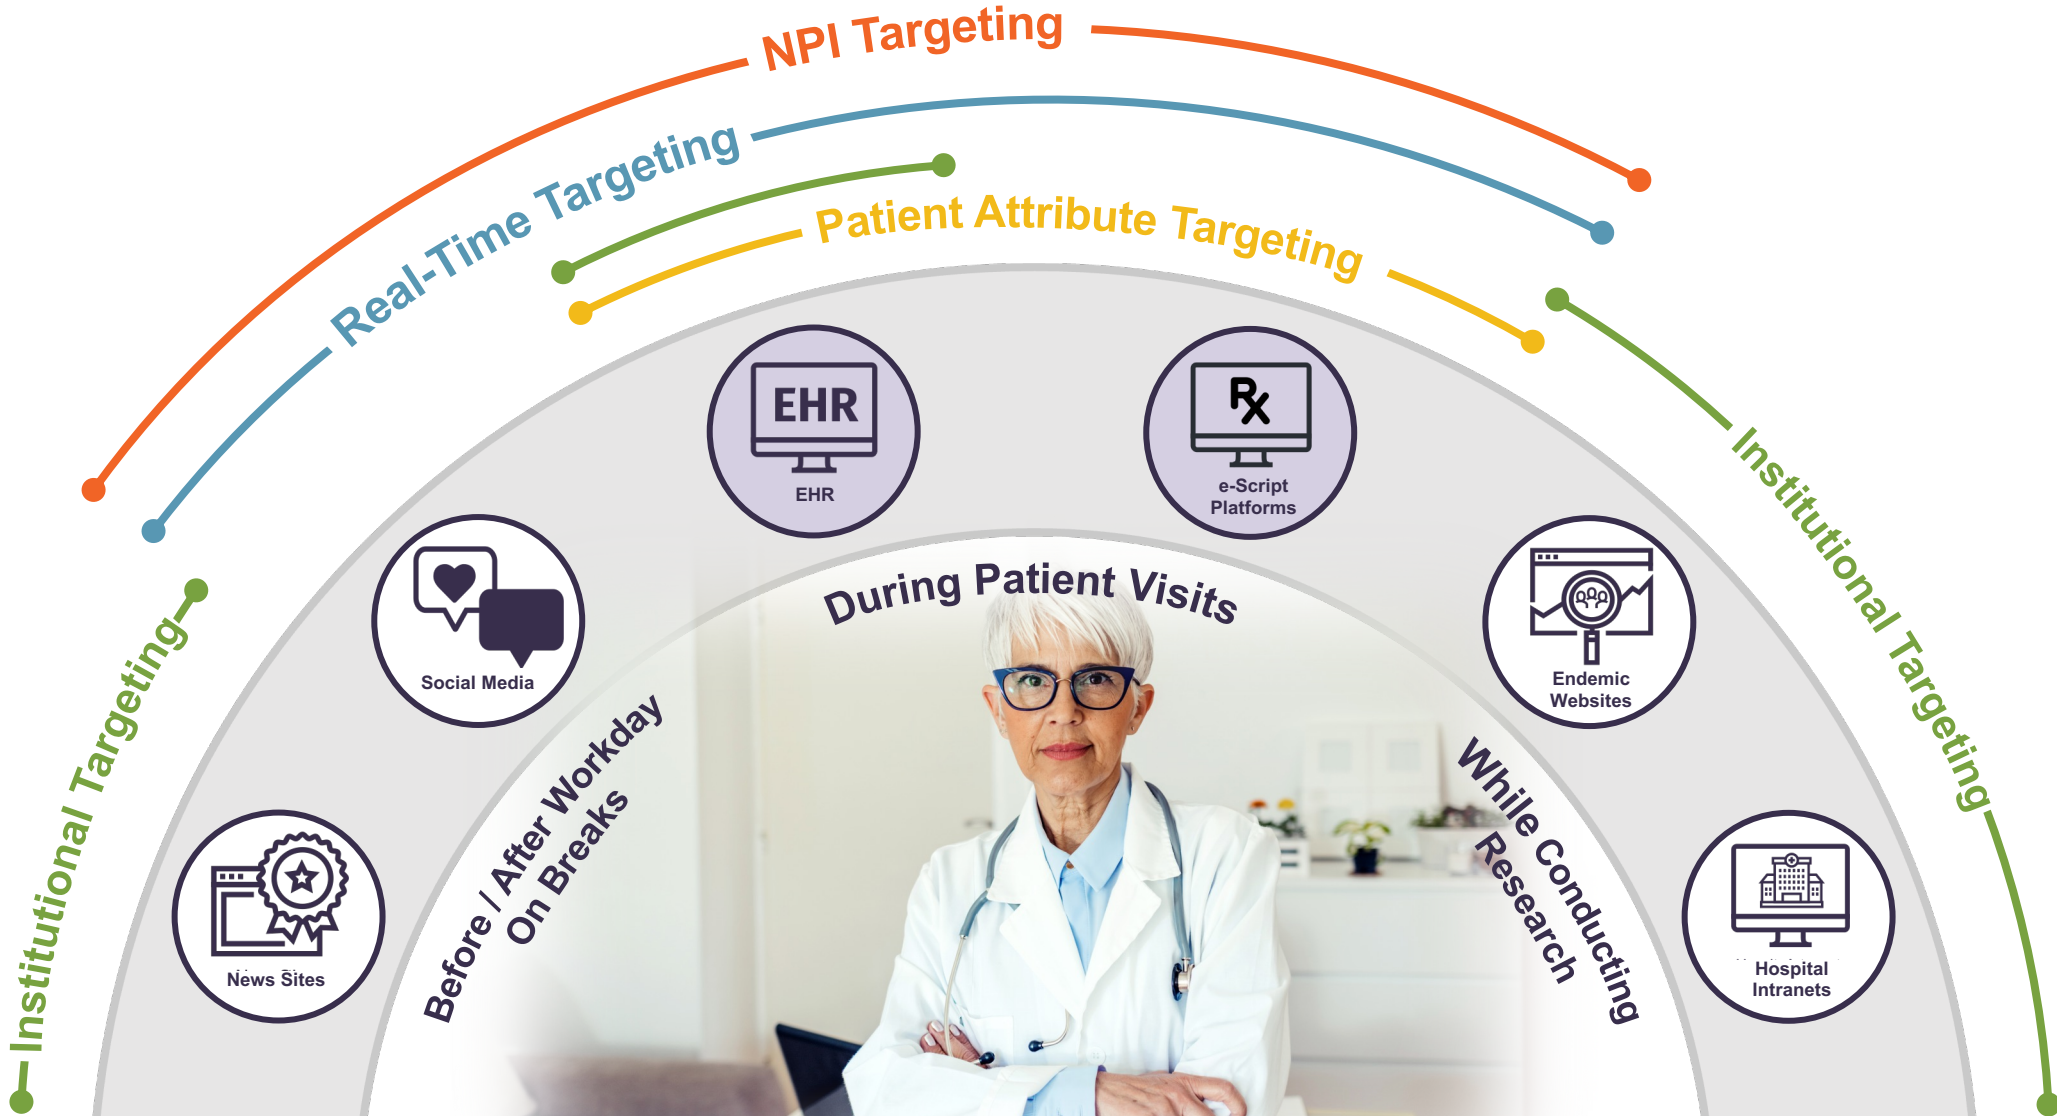 NPI Targeting
Real-Time Targeting
Patient Attribute Targeting
Institutional Targeting
Institutional Targeting
EHR
EHR
Rx
e-Script
Platforms
Social Media
Endemic
Websites
News Sites
Hospital
Intranets
During Patient Visits
Before / After Workday
On Breaks
While Conducting
Research